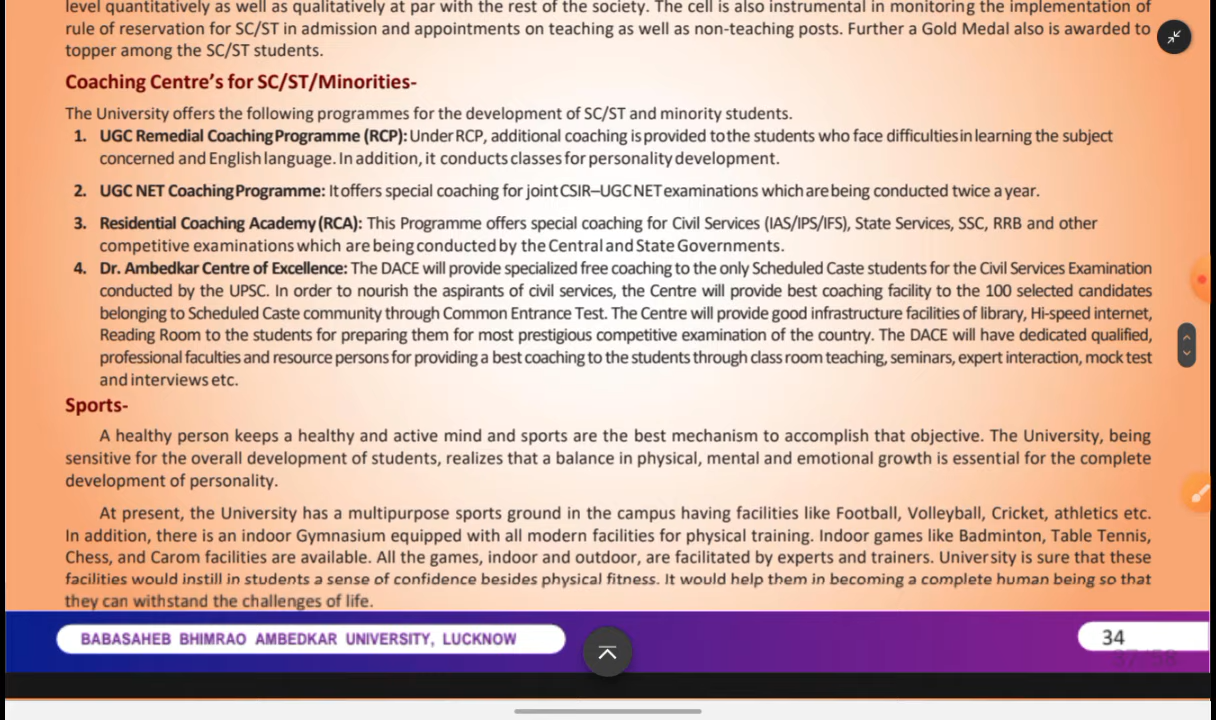 level quantitatively as well as qualitatively at par with the rest of the society. The cell is also instrumental in monitoring the implementation of
rule of reservation for SC/ST in admission and appointments on teaching as well as non-teaching posts. Further a Gold Medal also is awarded to
topper among the SC/ST students.
Coaching Centre's for SC/ST/Minorities-
The University offers the following programmes for the development of SC/ST and minority students.
1. UGC Remedial Coaching Programme (RCP): Under RCP, additional coaching is provided to the students who face difficulties in learning the subject
concerned and English language. In addition, it conducts classes for personality development.
2. UGC NET Coaching Programme: It offers special coaching for joint CSIR–UGC NET examinations which are being conducted twice a year.
3. Residential Coaching Academy (RCA): This Programme offers special coaching for Civil Services (IAS/IPS/IFS), State Services, SSC, RRB and other
competitive examinations which are being conducted by the Central and State Governments.
4. Dr. Ambedkar Centre of Excellence: The DACE will provide specialized free coaching to the only Scheduled Caste students for the Civil Services Examination
conducted by the UPSC. In order to nourish the aspirants of civil services, the Centre will provide best coaching facility to the 100 selected candidates
belonging to Scheduled Caste community through Common Entrance Test. The Centre will provide good infrastructure facilities of library, Hi-speed internet,
Reading Room to the students for preparing them for most prestigious competitive examination of the country. The DACE will have dedicated qualified,
professional faculties and resource persons for providing a best coaching to the students through class room teaching, seminars, expert interaction, mock test
and interviews etc.
Sports-
A healthy person keeps a healthy and active mind and sports are the best mechanism to accomplish that objective. The University, being
sensitive for the overall development of students, realizes that a balance in physical, mental and emotional growth is essential for the complete
development of personality.
At present, the University has a multipurpose sports ground in the campus having facilities like Football, Volleyball, Cricket, athletics etc.
In addition, there is an indoor Gymnasium equipped with all modern facilities for physical training. Indoor games like Badminton, Table Tennis,
Chess, and Carom facilities are available. All the games, indoor and outdoor, are facilitated by experts and trainers. University is sure that these
facilities would instill in students a sense of confidence besides physical fitness. It would help them in becoming a complete human being so that
they can withstand the challenges of life.
BABASAHEB BHIMRAO AMBEDKAR UNIVERSITY, LUCKNOW
34
37/58